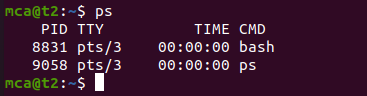 mca@t2:~$ ps
    PID TTY          TIME CMD
   8831 pts/3    00:00:00 bash
   9058 pts/3    00:00:00 ps
mca@t2:~$